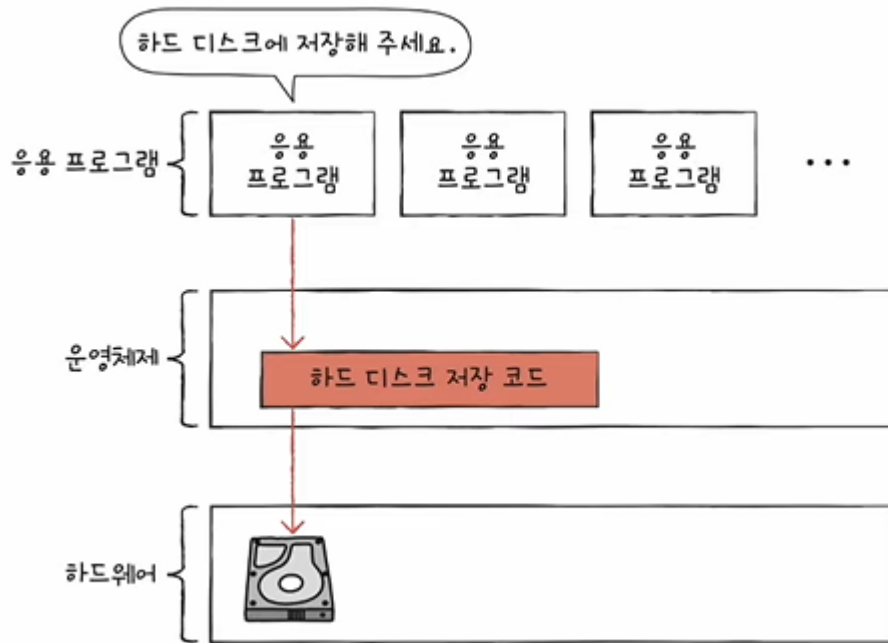 하드 디스크에 저장해 주세요.
응용 프로그램
응용
프로그램
응용
프로그램
응용
프로그램
...
운영체제
하드 디스크 저장 코드
하드웨어